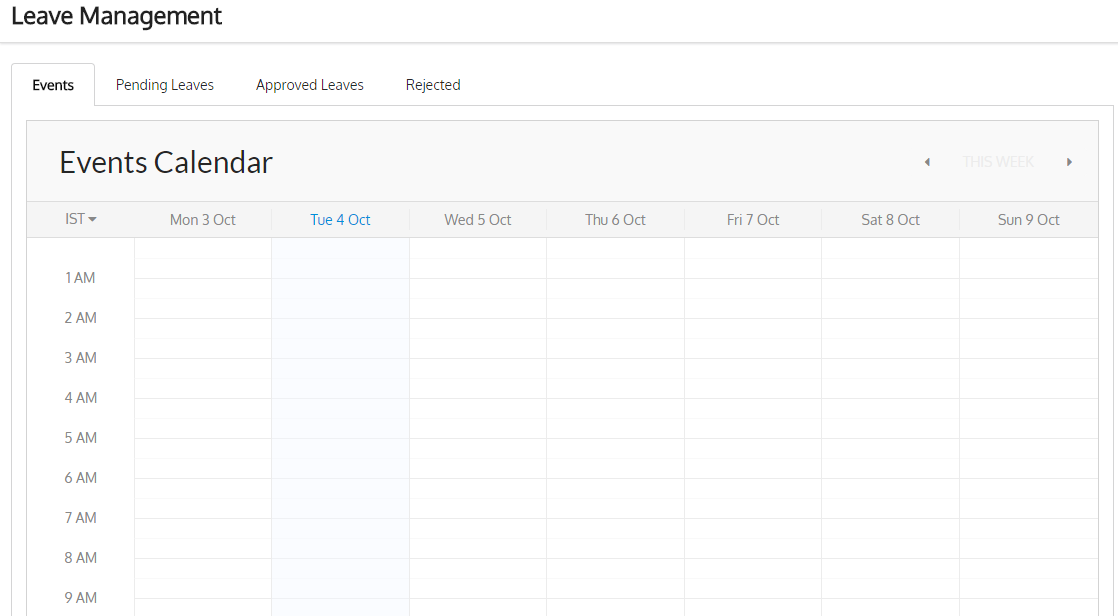 Leave Management
Events Pending Leaves Approved Leaves Rejected
Events Calendar THIS WEEK
IST Mon 3 Oct Tue 4 Oct Wed 5 Oct Thu 6 Oct Fri 7 Oct Sat 8 Oct Sun 9 Oct
1 AM
2 AM
3 AM
4 AM
5 AM
6 AM
7 AM
8 AM
9 AM